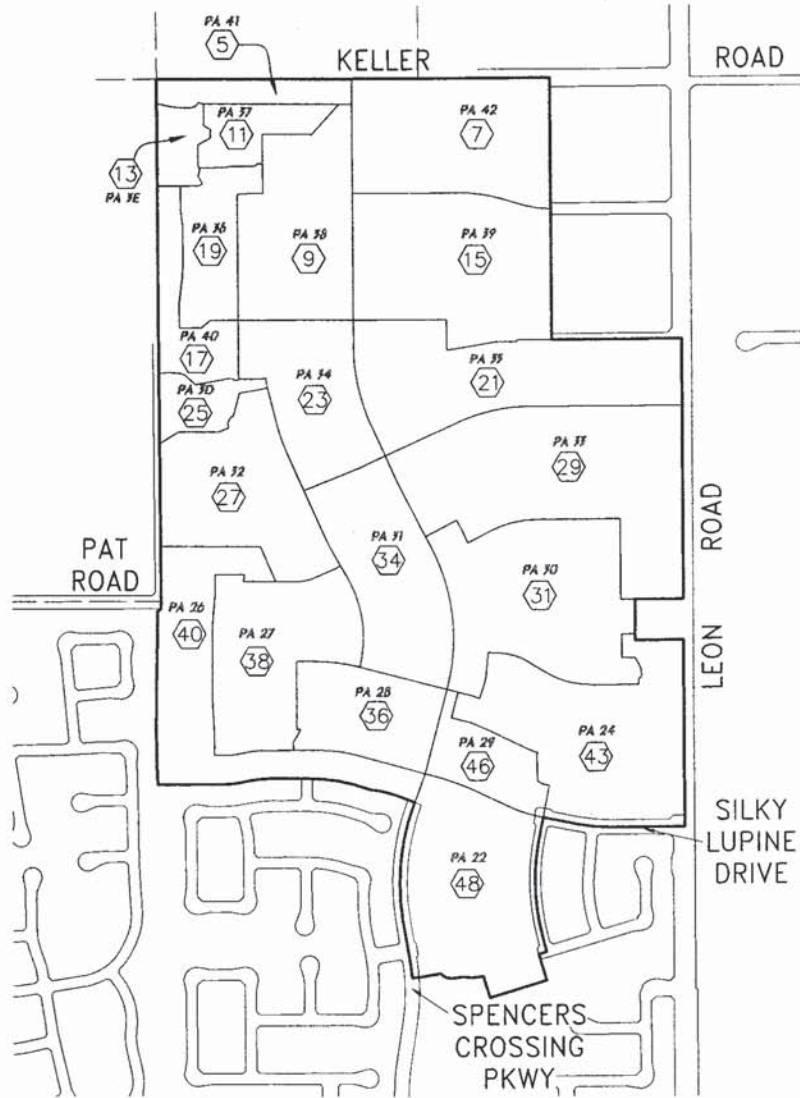 PA 41
5
KELLER
ROAD
PA 37
11
PA 42
7
13
PA 3E
PA 36
19
PA 38
9
PA 39
15
PA 40
17
PA 34
23
PA 35
21
PA 3D
25
PA 33
29
PA 32
27
PAT
ROAD
PA 31
34
PA 30
31
LEON ROAD
PA 26
40
PA 27
38
PA 28
36
PA 29
46
PA 24
43
SILKY
LUPINE
DRIVE
PA 22
48
SPENCERS
CROSSING
PKWY